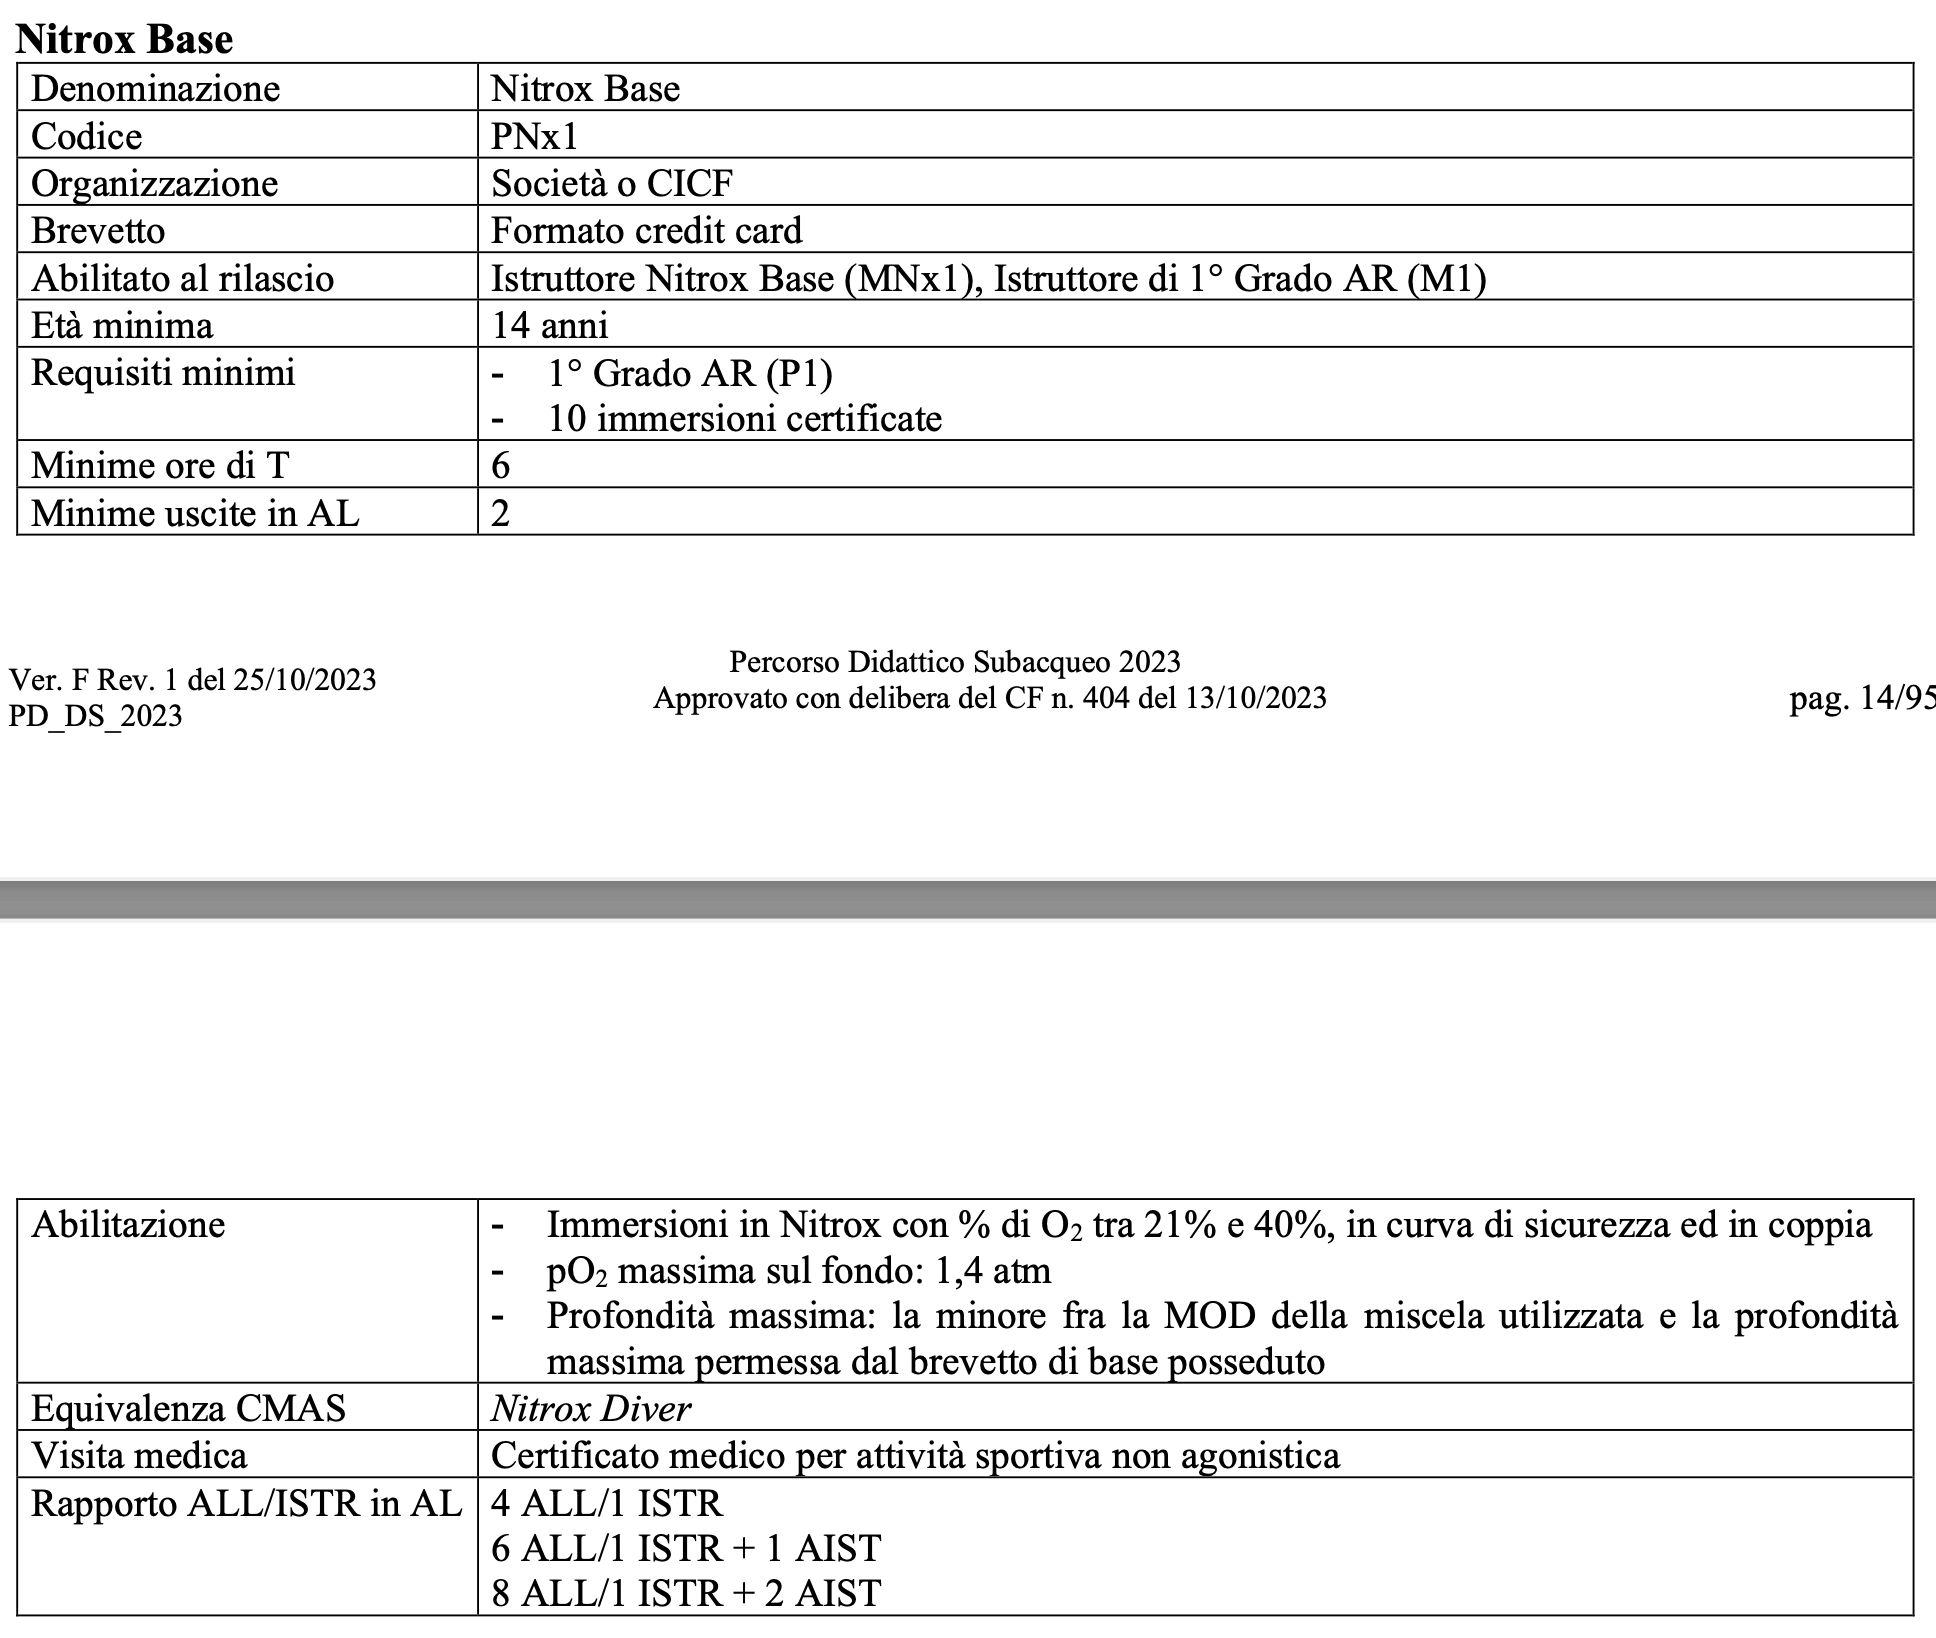 Nitrox Base
Denominazione Nitrox Base
Codice PNx1
Organizzazione Società o CICF
Brevetto Formato credit card
Abilitato al rilascio Istruttore Nitrox Base (MNx1), Istruttore di 1° Grado AR (M1)
Età minima 14 anni
Requisiti minimi - 1° Grado AR (P1)
- 10 immersioni certificate
Minime ore di T 6
Minime uscite in AL 2
Percorso Didattico Subacqueo 2023
Ver. F Rev. 1 del 25/10/2023
Approvato con delibera del CF n. 404 del 13/10/2023
pag. 14/95
PD_DS_2023
Abilitazione - Immersioni in Nitrox con % di O₂ tra 21% e 40%, in curva di sicurezza ed in coppia
- pO₂ massima sul fondo: 1,4 atm
- Profondità massima: la minore fra la MOD della miscela utilizzata e la profondità
massima permessa dal brevetto di base posseduto
Equivalenza CMAS Nitrox Diver
Visita medica Certificato medico per attività sportiva non agonistica
Rapporto ALL/ISTR in AL 4 ALL/1 ISTR
6 ALL/1 ISTR + 1 AIST
8 ALL/1 ISTR + 2 AIST